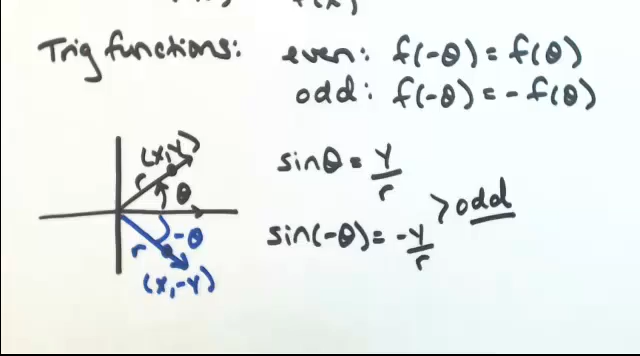 Trig functions: even: f(-θ) = f(θ)
odd: f(-θ) = - f(θ)
(x,y)
r
θ
sinθ = y/r
-θ
r
(x,-y)
sin(-θ) = -y/r
> odd